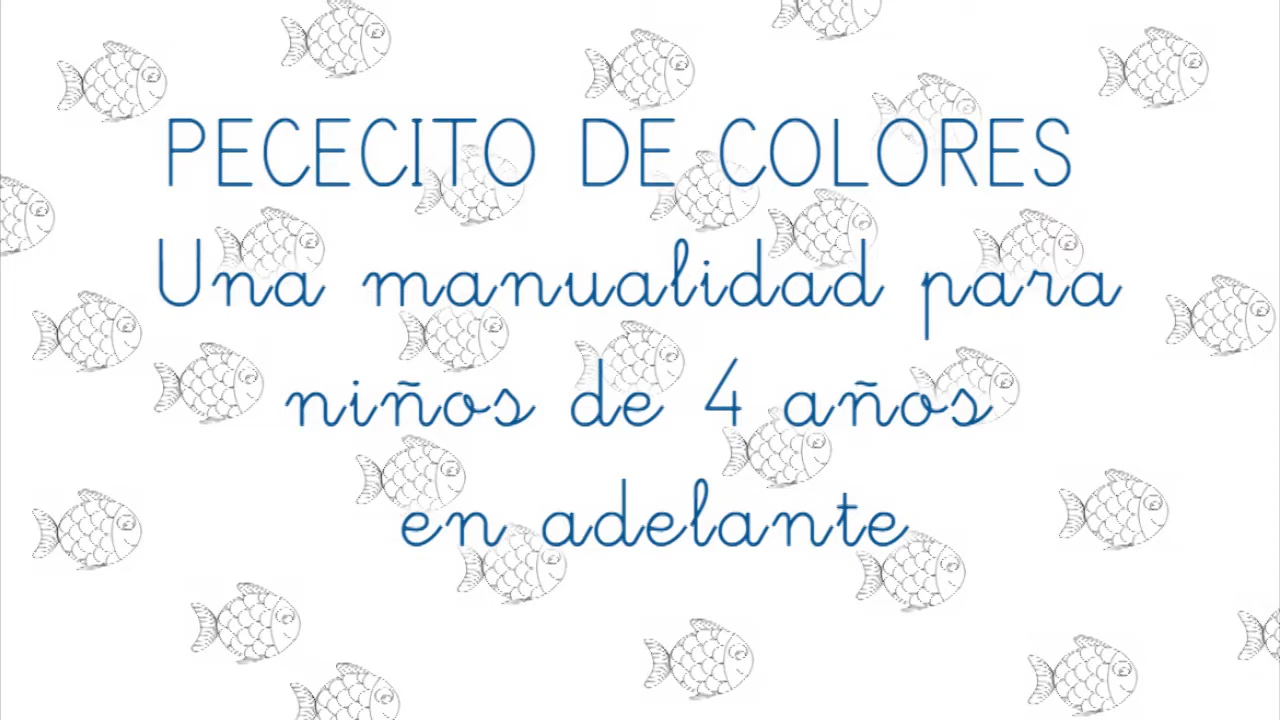 PECECITO DE COLORES
Una manualidad para
niños de 4 años
en adelante